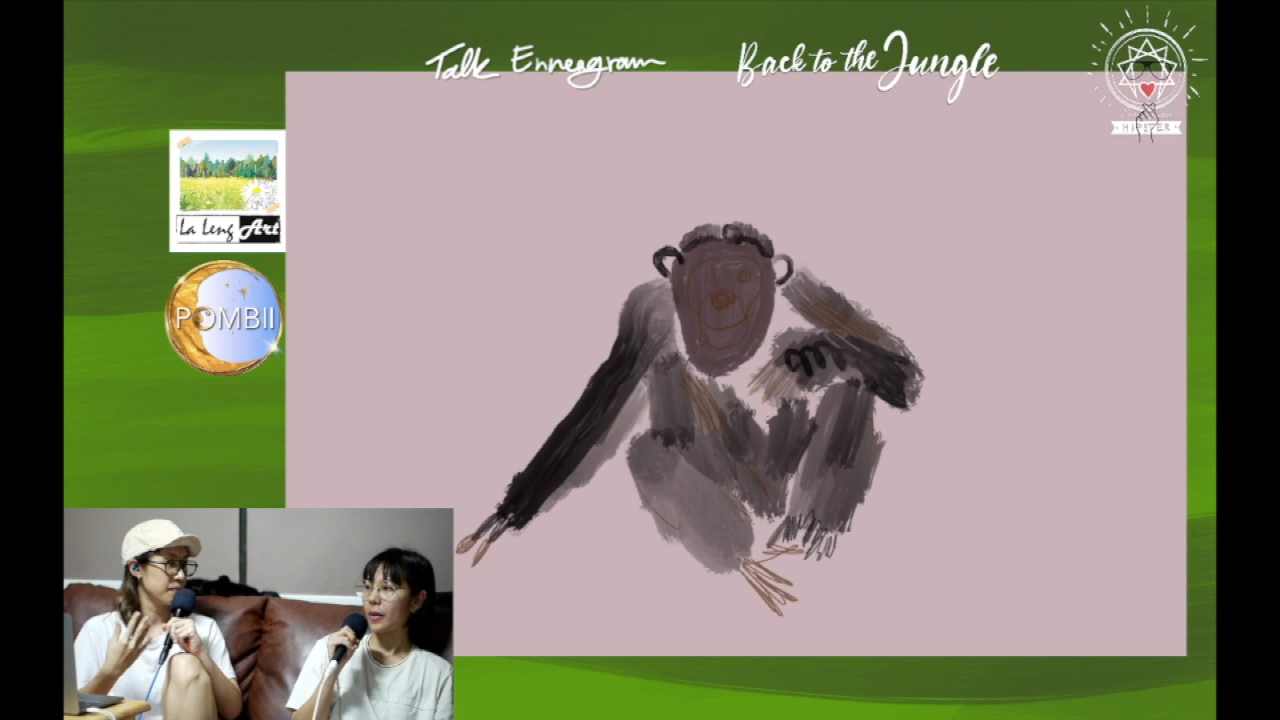 Talk Enneagram
Back to the Jungle
HIPSTER
La Leng Art
POMBII